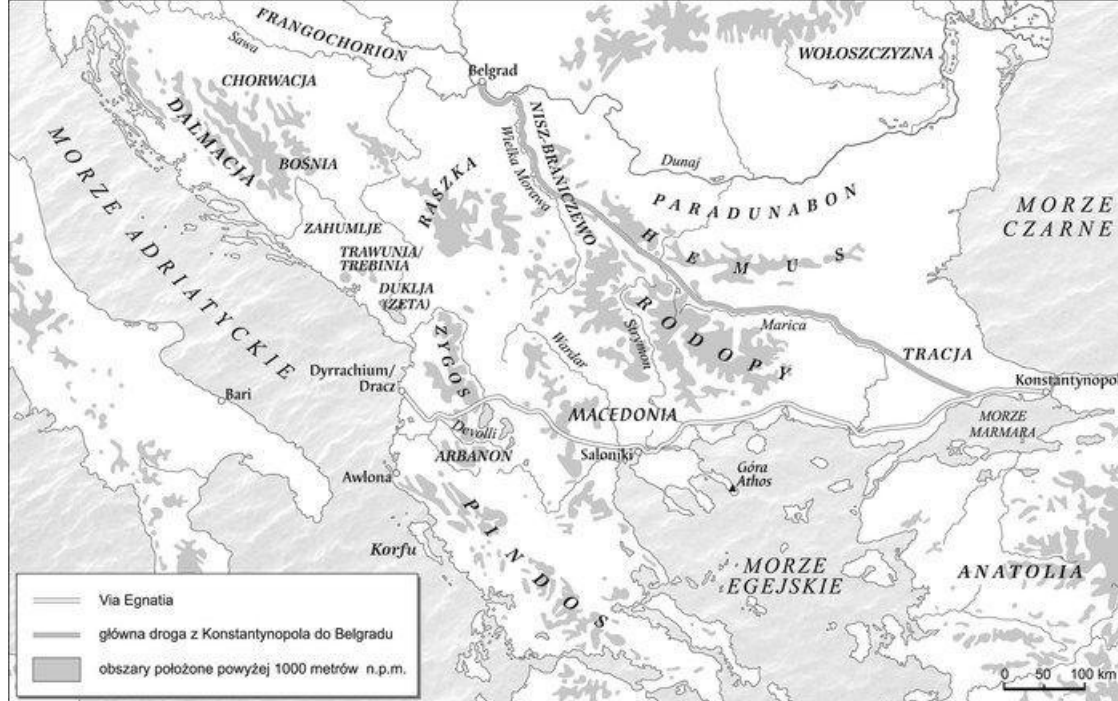 FRANGOCHORION
Sawa
WOŁOSZCZYZNA
CHORWACJA
Belgrad
DALMACJA
NISZ-BRANICZEWO
Wielka Morawa
BOŚNIA
RASZKA
Dunaj
PARADUNABON
MORZE
CZARNE
MORZE ADRIATYCKIE
ZAHUMLJE
HEMUS
TRAWUNIA/
TREBINIA
DUKLJA
(ZETA)
RODOPY
Strymon
Marica
ZYGOS
Wardar
TRACJA
Dyrrachium/
Dracz
Konstantynopol
Bari
MACEDONIA
MORZE
MARMARA
Devolli
ARBANON
Saloniki
Awlona
Góra
Athos
PINDOS
Korfu
MORZE
EGEJSKIE
ANATOLIA
Via Egnatia
główna droga z Konstantynopola do Belgradu
obszary położone powyżej 1000 metrów n.p.m.
0 50 100 km